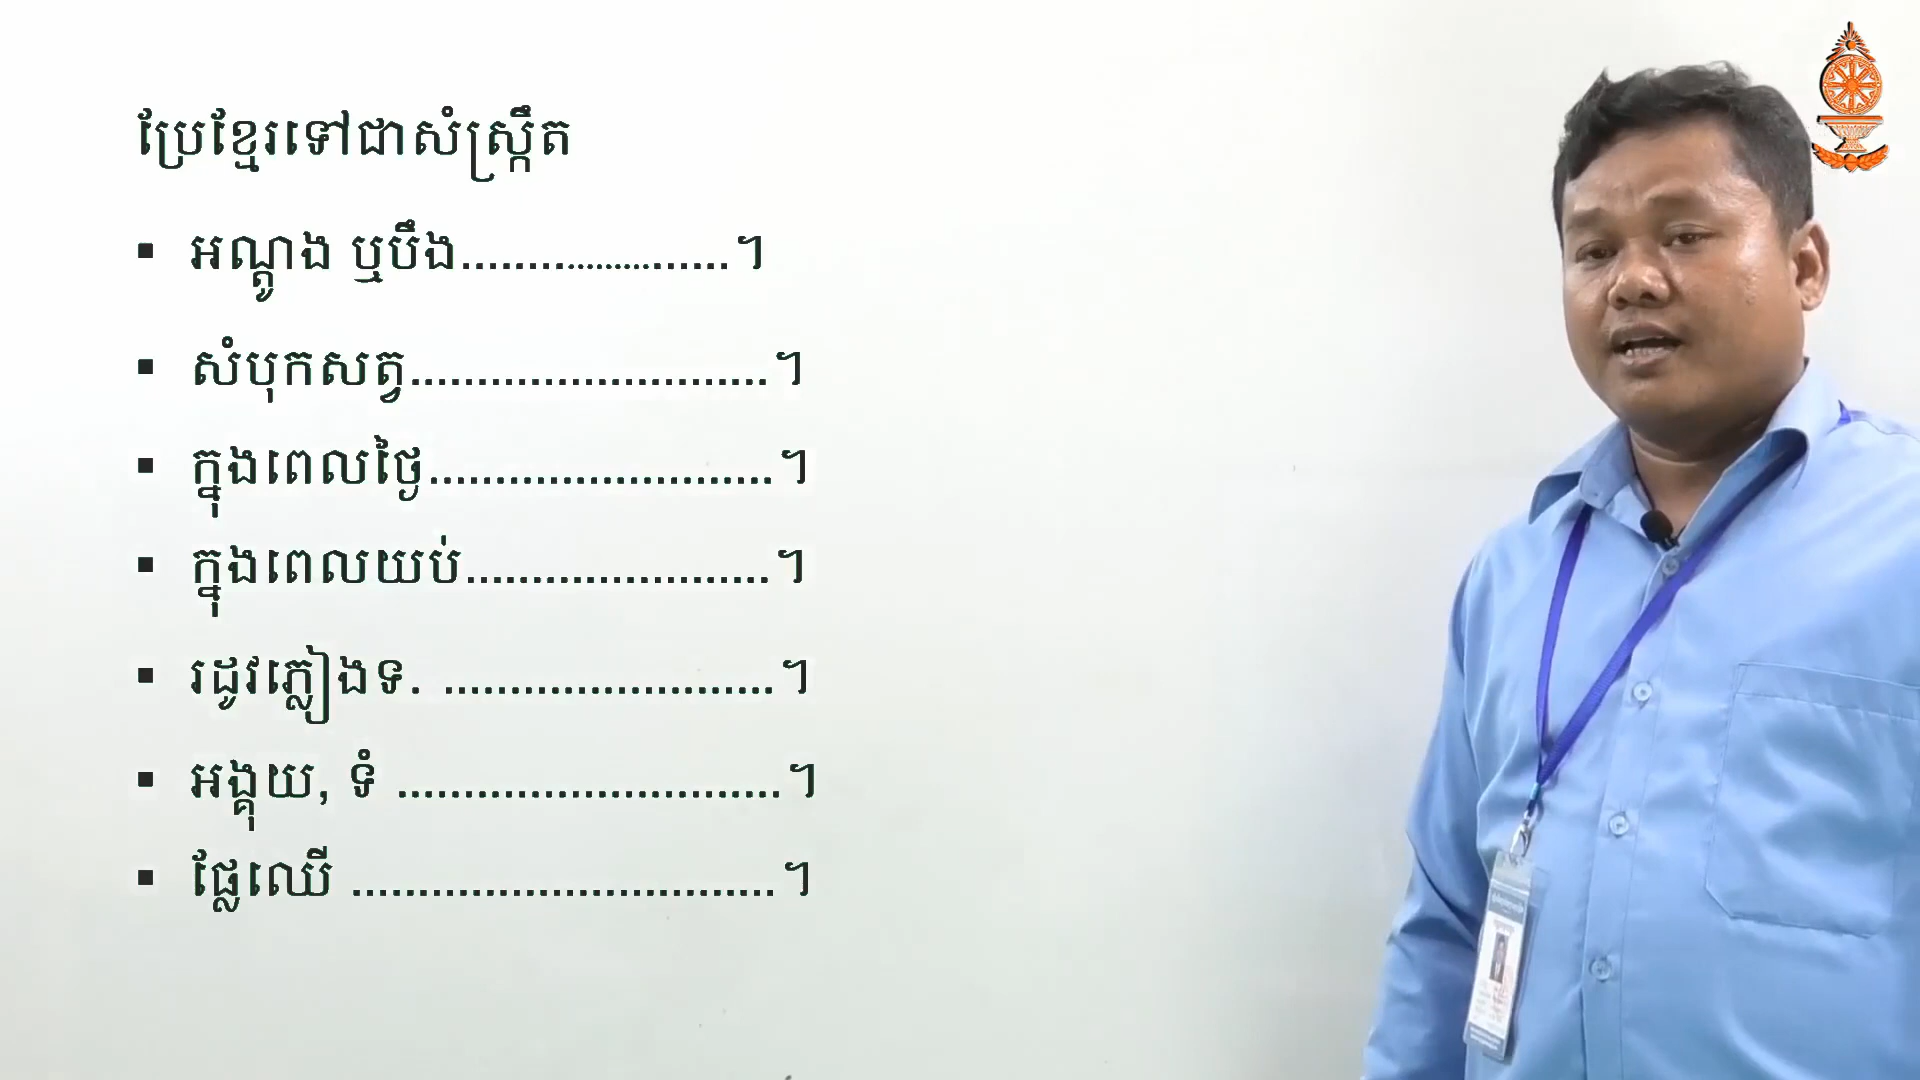 ប្រែខ្មែរទៅជាសំស្ក្រឹត
▪ អណ្ដូង ឬបឹង.........................។
▪ សំបុកសត្វ...........................។
▪ ក្នុងពេលថ្ងៃ..........................។
▪ ក្នុងពេលយប់.......................។
▪ រដូវភ្លៀងទ. .........................។
▪ អង្គុយ, ទំ .............................។
▪ ផ្លែឈើ ................................។